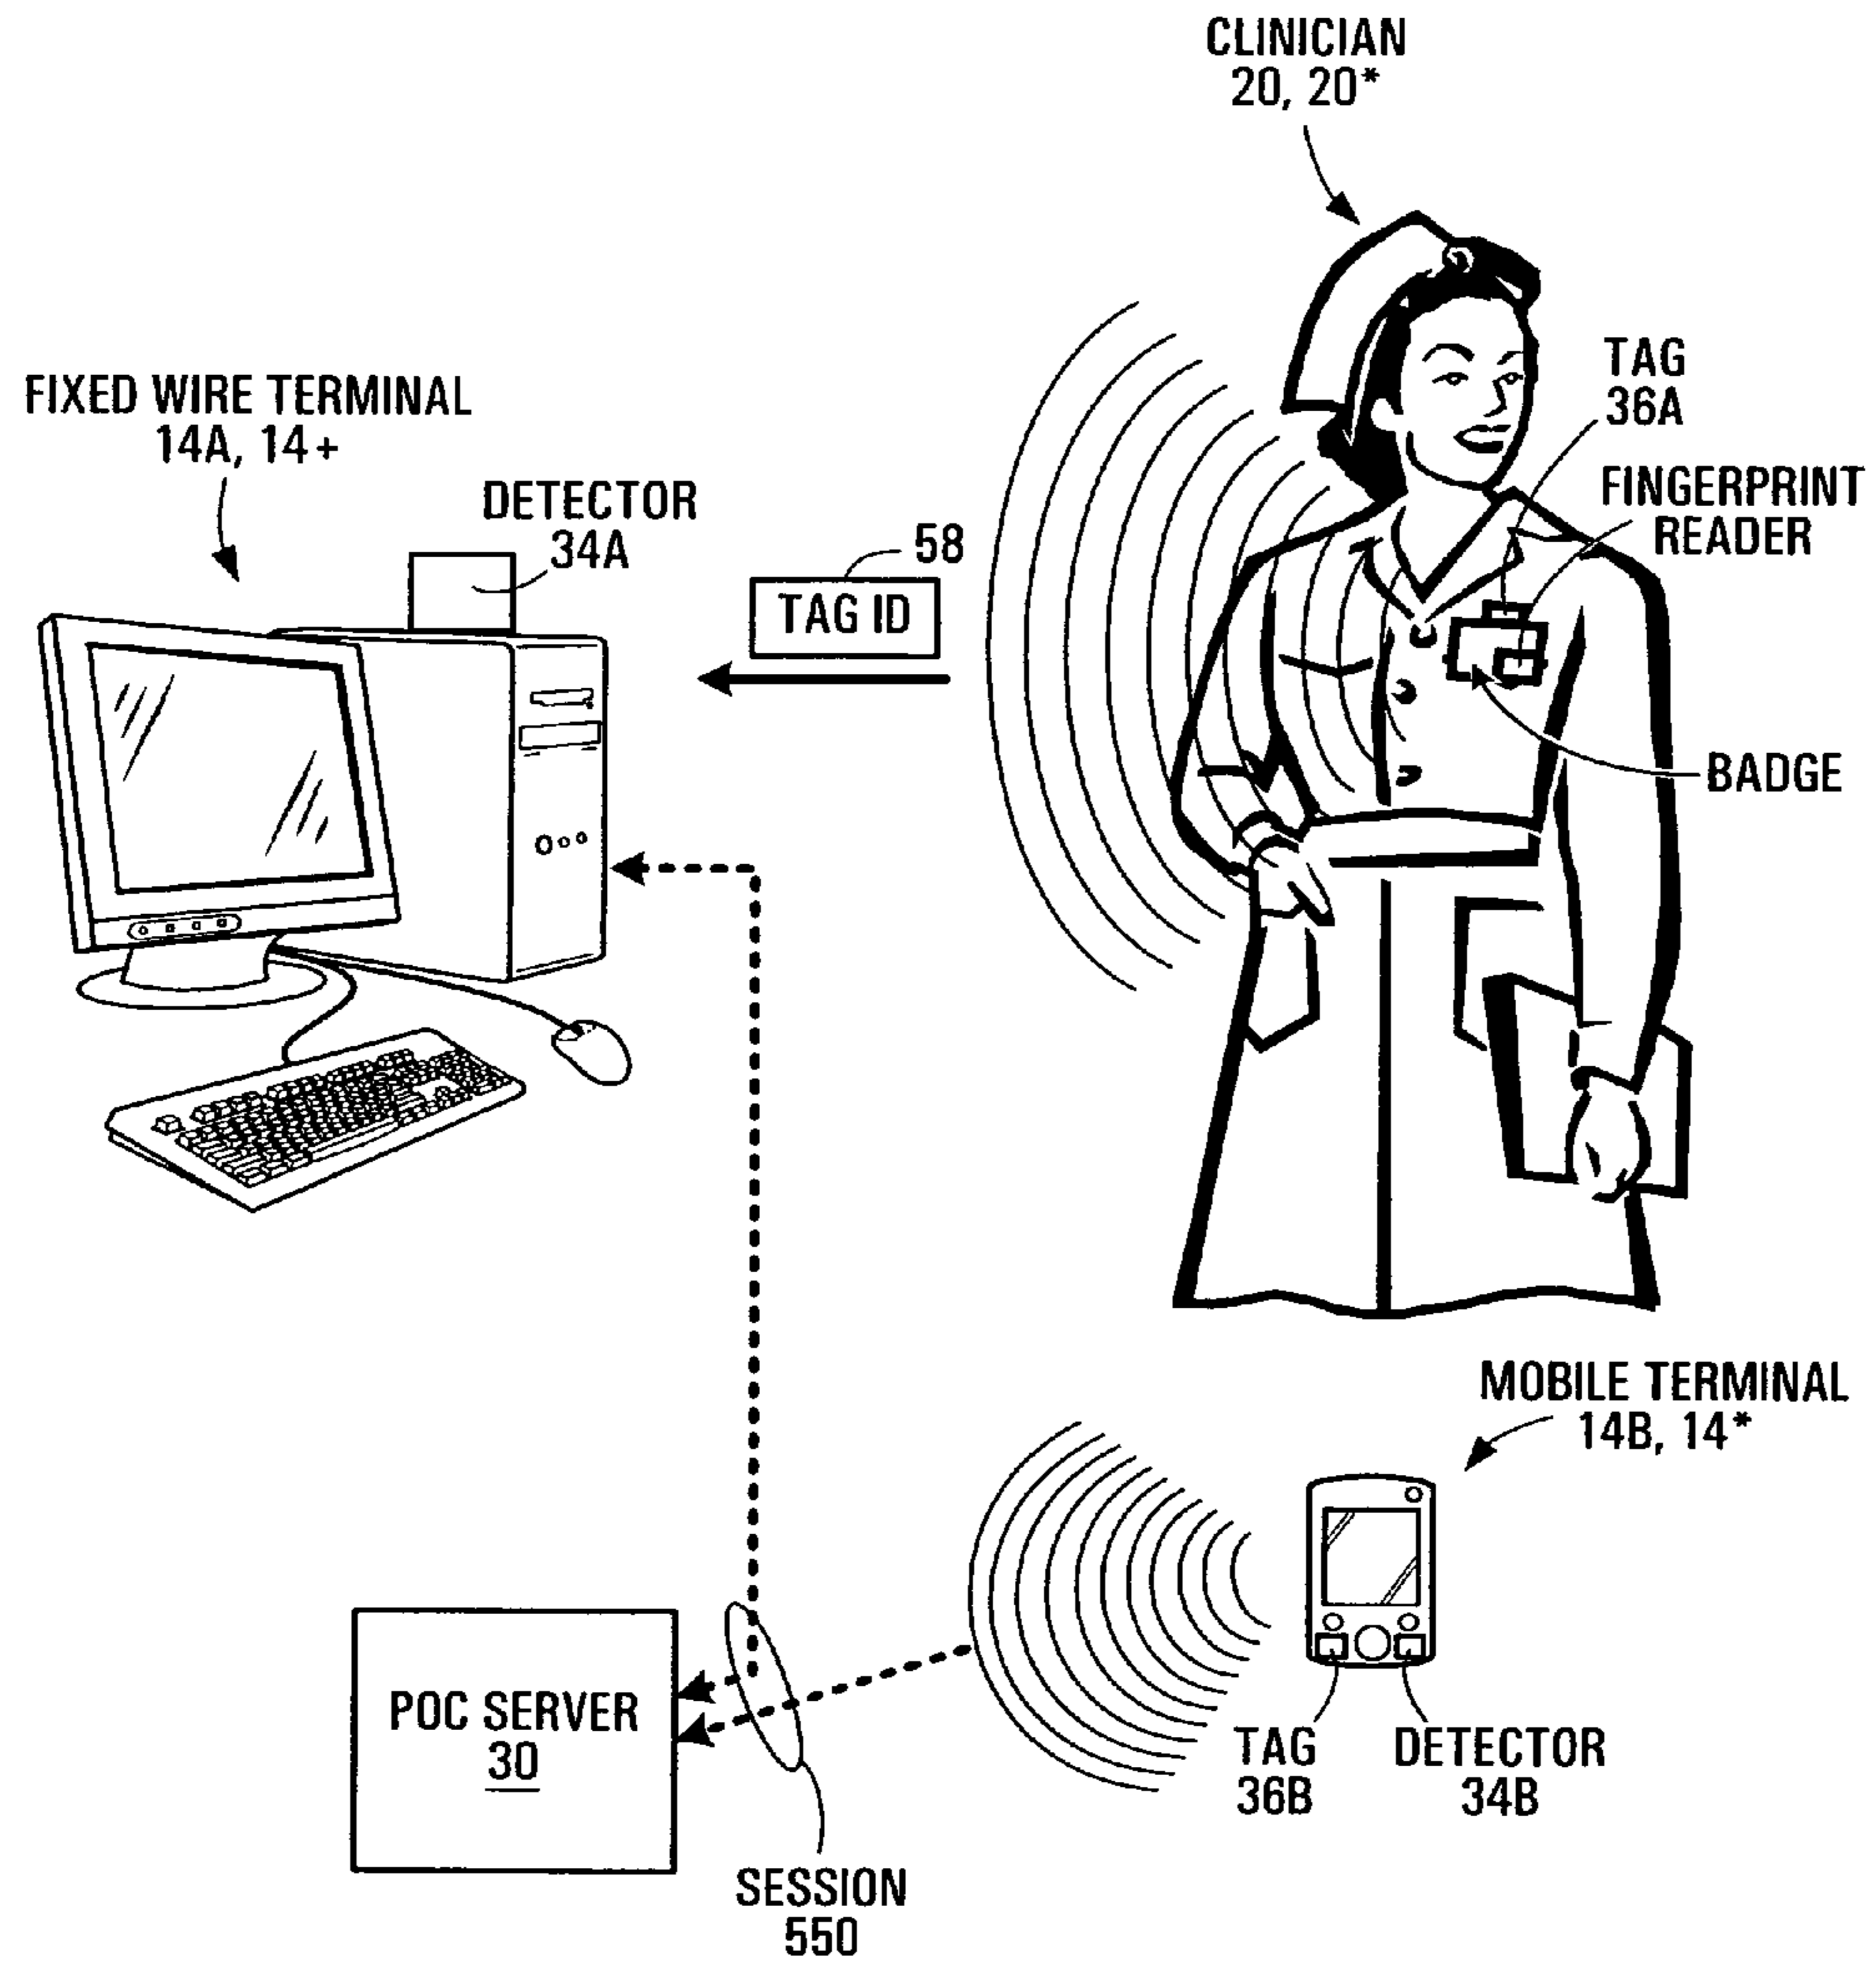 CLINICIAN
20, 20*
TAG
36A
FIXED WIRE TERMINAL
14A, 14+
FINGERPRINT
READER
DETECTOR
34A
58
TAG ID
BADGE
MOBILE TERMINAL
14B, 14*
POC SERVER
30
TAG
36B
DETECTOR
34B
SESSION
550